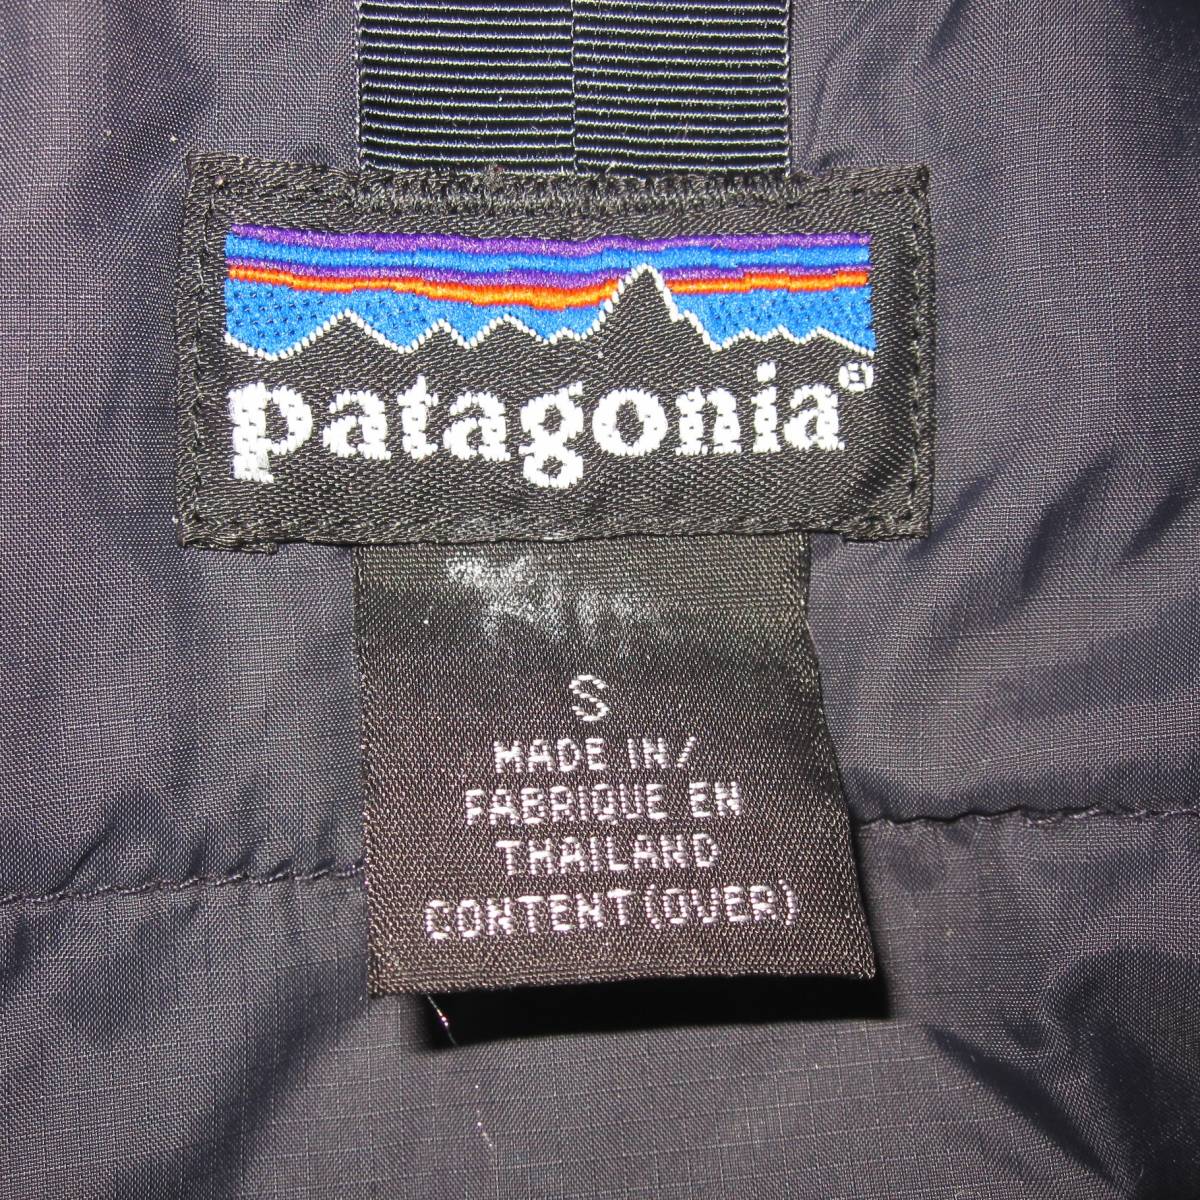 patagonia®
S
MADE IN/
FABRIQUE EN
THAILAND
CONTENT(OVER)